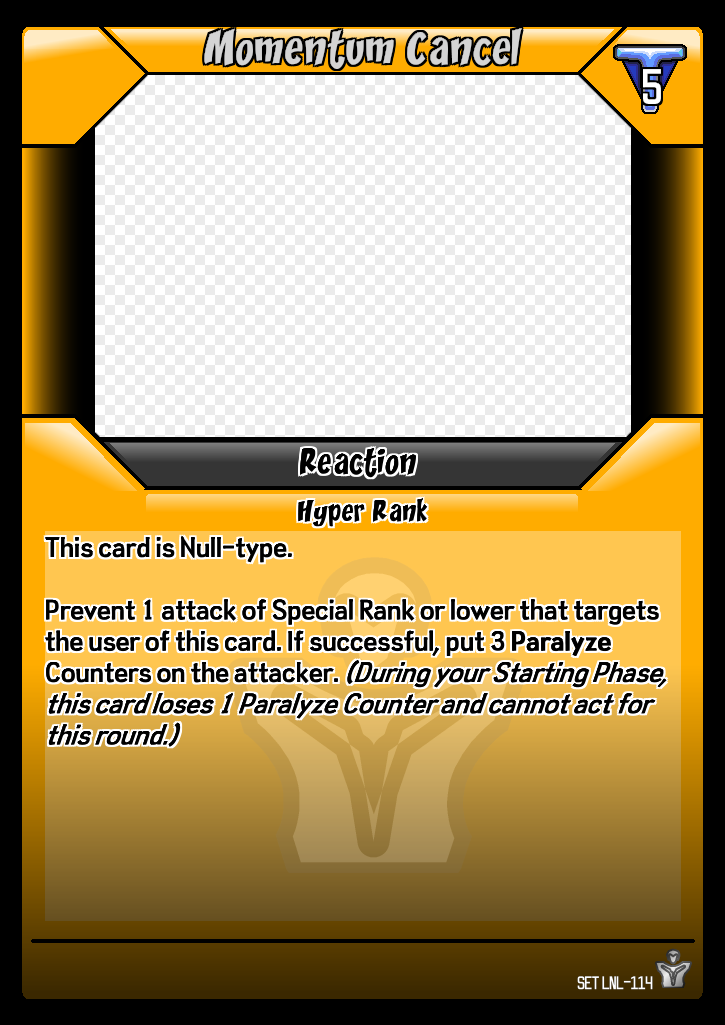 Momentum Cancel
5
Reaction
Hyper Rank
This card is Null-type.
Prevent 1 attack of Special Rank or lower that targets
the user of this card. If successful, put 3 Paralyze
Counters on the attacker. (During your Starting Phase,
this card loses 1 Paralyze Counter and cannot act for
this round.)
SET LNL-114